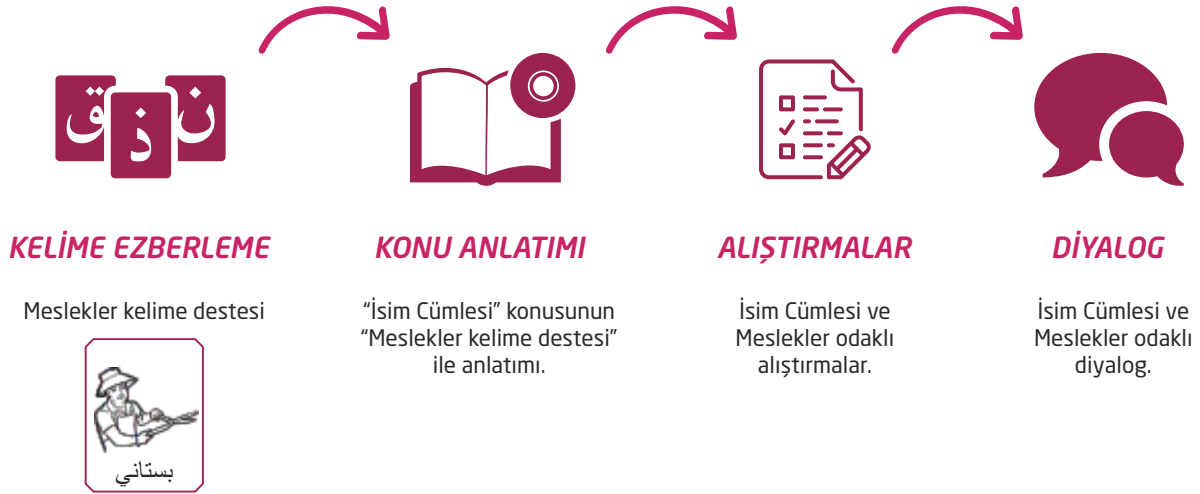 ق ذ ن
KELİME EZBERLEME
Meslekler kelime destesi
بستاني
KONU ANLATIMI
“İsim Cümlesi” konusunun
“Meslekler kelime destesi”
ile anlatımı.
ALIŞTIRMALAR
İsim Cümlesi ve
Meslekler odaklı
alıştırmalar.
DİYALOG
İsim Cümlesi ve
Meslekler odaklı
diyalog.